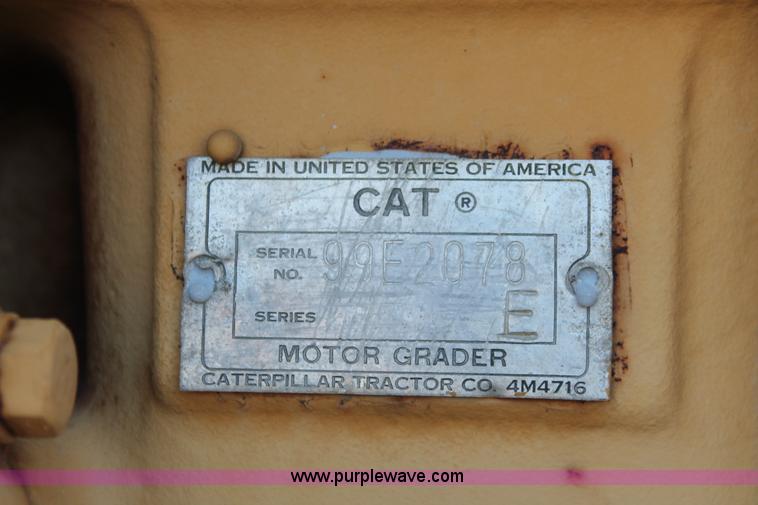 MADE IN UNITED STATES OF AMERICA
CAT ®
SERIAL NO. 99E2078
SERIES E
MOTOR GRADER
CATERPILLAR TRACTOR CO. 4M4716
www.purplewave.com